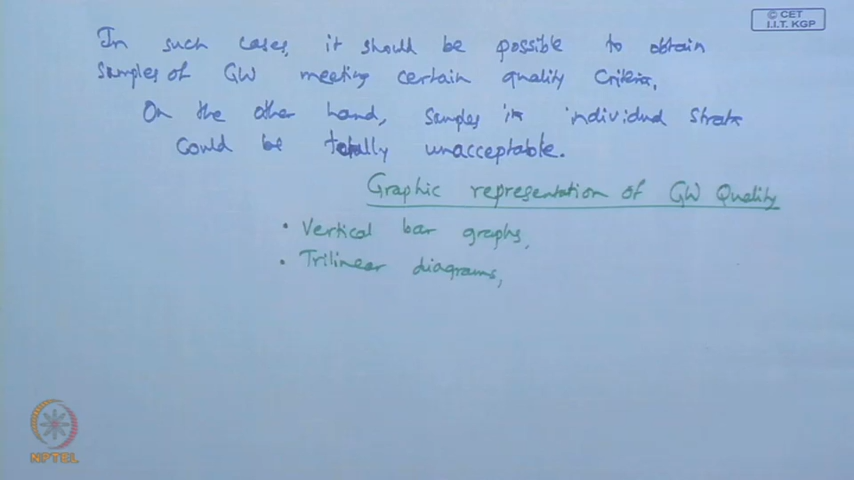 © CET
I.I.T. KGP
In such cases, it should be possible to obtain
samples of GW meeting certain quality criteria.
On the other hand, samples in individual strata
could be totally unacceptable.
Graphic representation of GW Quality
• Vertical bar graphs,
• Trilinear diagrams,
NPTEL